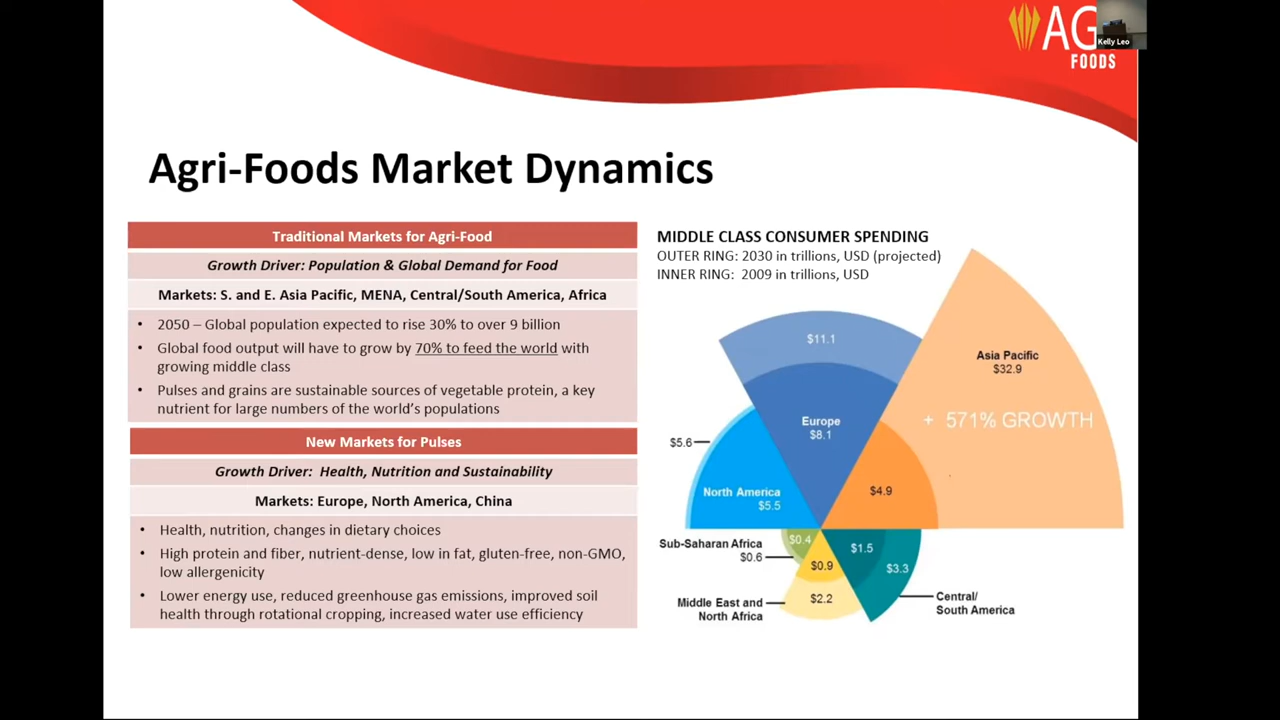 AG
FOODS
Kelly Leo
Agri-Foods Market Dynamics
Traditional Markets for Agri-Food
Growth Driver: Population & Global Demand for Food
Markets: S. and E. Asia Pacific, MENA, Central/South America, Africa
• 2050 – Global population expected to rise 30% to over 9 billion
• Global food output will have to grow by 70% to feed the world with
growing middle class
• Pulses and grains are sustainable sources of vegetable protein, a key
nutrient for large numbers of the world's populations
New Markets for Pulses
Growth Driver: Health, Nutrition and Sustainability
Markets: Europe, North America, China
• Health, nutrition, changes in dietary choices
• High protein and fiber, nutrient-dense, low in fat, gluten-free, non-GMO,
low allergenicity
• Lower energy use, reduced greenhouse gas emissions, improved soil
health through rotational cropping, increased water use efficiency
MIDDLE CLASS CONSUMER SPENDING
OUTER RING: 2030 in trillions, USD (projected)
INNER RING: 2009 in trillions, USD
$11.1
Europe
$8.1
Asia Pacific
$32.9
+ 571% GROWTH
$4.9
$5.6
North America
$5.5
Sub-Saharan Africa
$0.6
$0.4
$0.9
$2.2
Middle East and
North Africa
$1.5
$3.3
Central/
South America